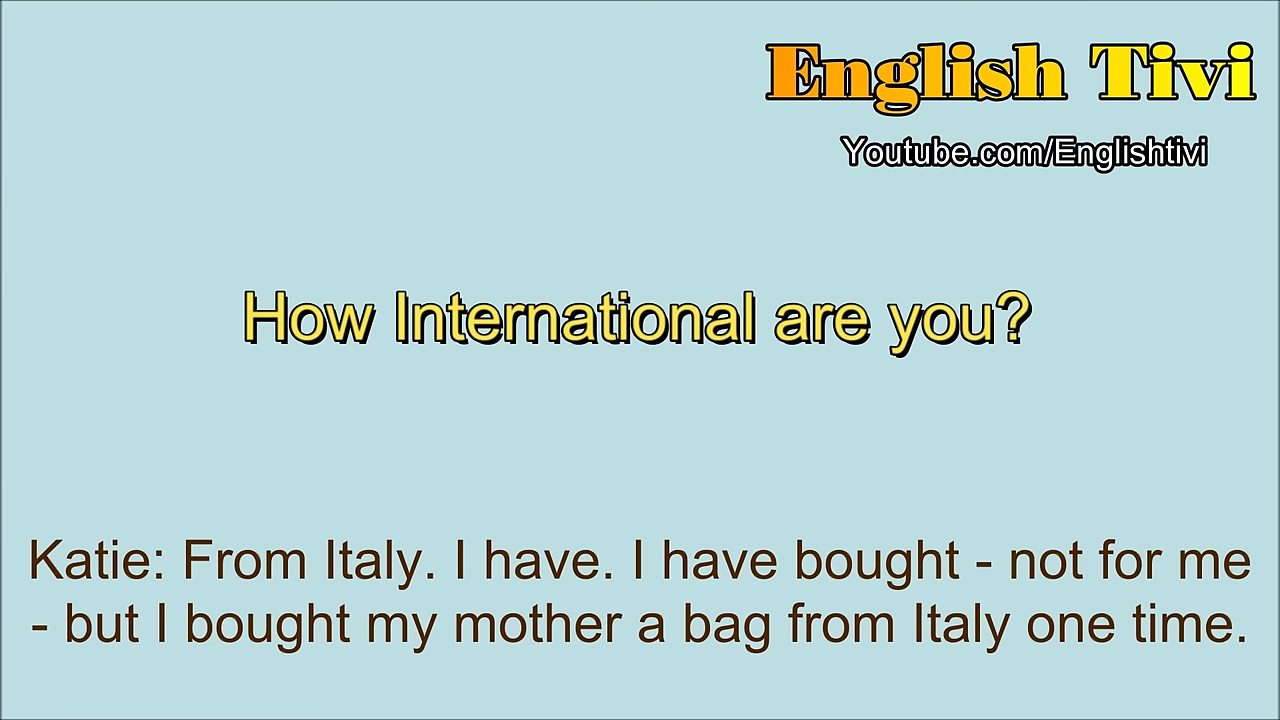 English Tivi
Youtube.com/Englishtivi
How International are you?
Katie: From Italy. I have. I have bought - not for me
- but I bought my mother a bag from Italy one time.